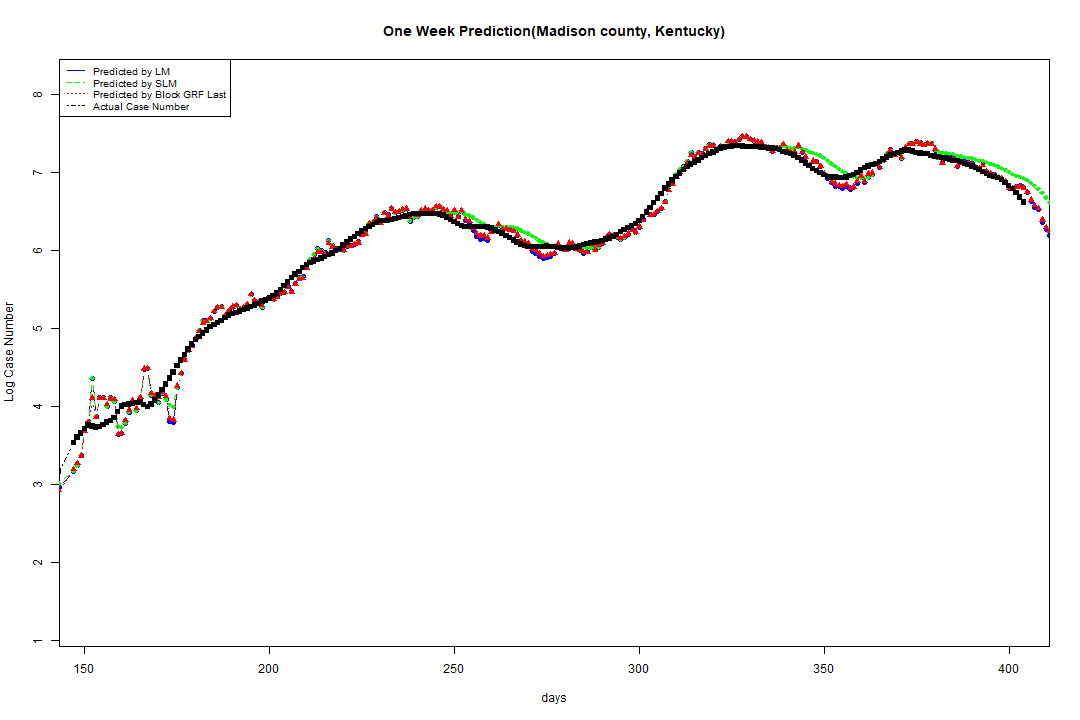 One Week Prediction(Madison county, Kentucky)
Predicted by LM
Predicted by SLM
Predicted by Block GRF Last
Actual Case Number
8
7
6
5
4
3
2
1
Log Case Number
150 200 250 300 350 400
days